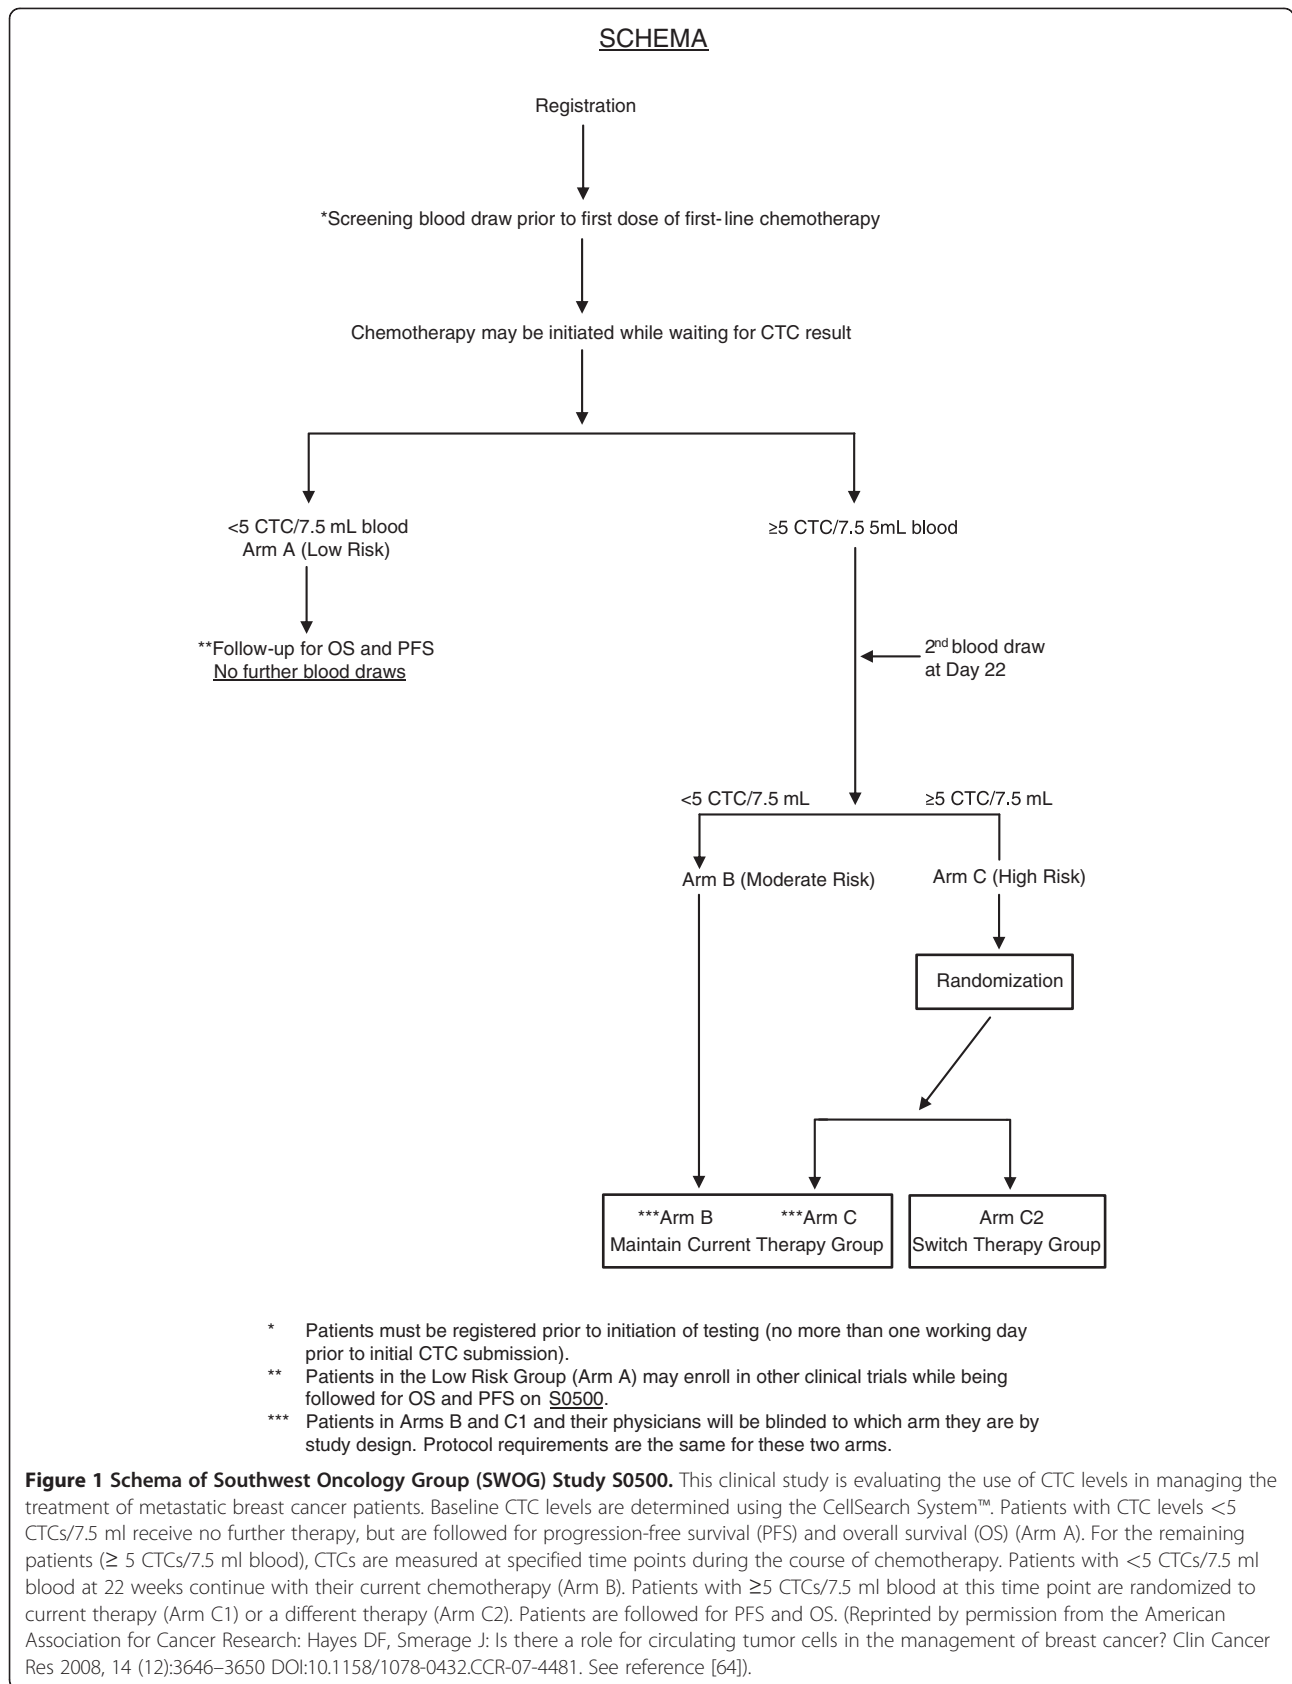 SCHEMA
Registration
*Screening blood draw prior to first dose of first-line chemotherapy
Chemotherapy may be initiated while waiting for CTC result
<5 CTC/7.5 mL blood
Arm A (Low Risk)
≥5 CTC/7.5 5mL blood
**Follow-up for OS and PFS
No further blood draws
2nd blood draw
at Day 22
<5 CTC/7.5 mL
≥5 CTC/7.5 mL
Arm B (Moderate Risk)
Arm C (High Risk)
Randomization
***Arm B ***Arm C
Maintain Current Therapy Group
Arm C2
Switch Therapy Group
* Patients must be registered prior to initiation of testing (no more than one working day
prior to initial CTC submission).
** Patients in the Low Risk Group (Arm A) may enroll in other clinical trials while being
followed for OS and PFS on S0500.
*** Patients in Arms B and C1 and their physicians will be blinded to which arm they are by
study design. Protocol requirements are the same for these two arms.
Figure 1 Schema of Southwest Oncology Group (SWOG) Study S0500. This clinical study is evaluating the use of CTC levels in managing the
treatment of metastatic breast cancer patients. Baseline CTC levels are determined using the CellSearch System™. Patients with CTC levels <5
CTCs/7.5 ml receive no further therapy, but are followed for progression-free survival (PFS) and overall survival (OS) (Arm A). For the remaining
patients (≥ 5 CTCs/7.5 ml blood), CTCs are measured at specified time points during the course of chemotherapy. Patients with <5 CTCs/7.5 ml
blood at 22 weeks continue with their current chemotherapy (Arm B). Patients with ≥5 CTCs/7.5 ml blood at this time point are randomized to
current therapy (Arm C1) or a different therapy (Arm C2). Patients are followed for PFS and OS. (Reprinted by permission from the American
Association for Cancer Research: Hayes DF, Smerage J: Is there a role for circulating tumor cells in the management of breast cancer? Clin Cancer
Res 2008, 14 (12):3646–3650 DOI:10.1158/1078-0432.CCR-07-4481. See reference [64]).